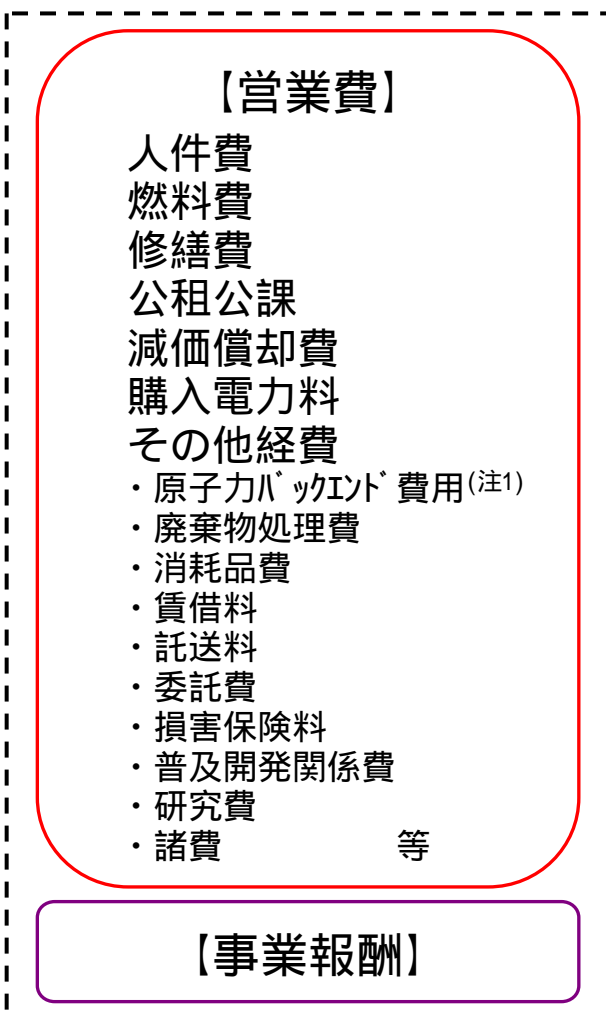 【営業費】
人件費
燃料費
修繕費
公租公課
減価償却費
購入電力料
その他経費
・原子力ﾊﾞｯｸｴﾝﾄﾞ費用(注1)
・廃棄物処理費
・消耗品費
・賃借料
・託送料
・委託費
・損害保険料
・普及開発関係費
・研究費
・諸費　　　　等
【事業報酬】